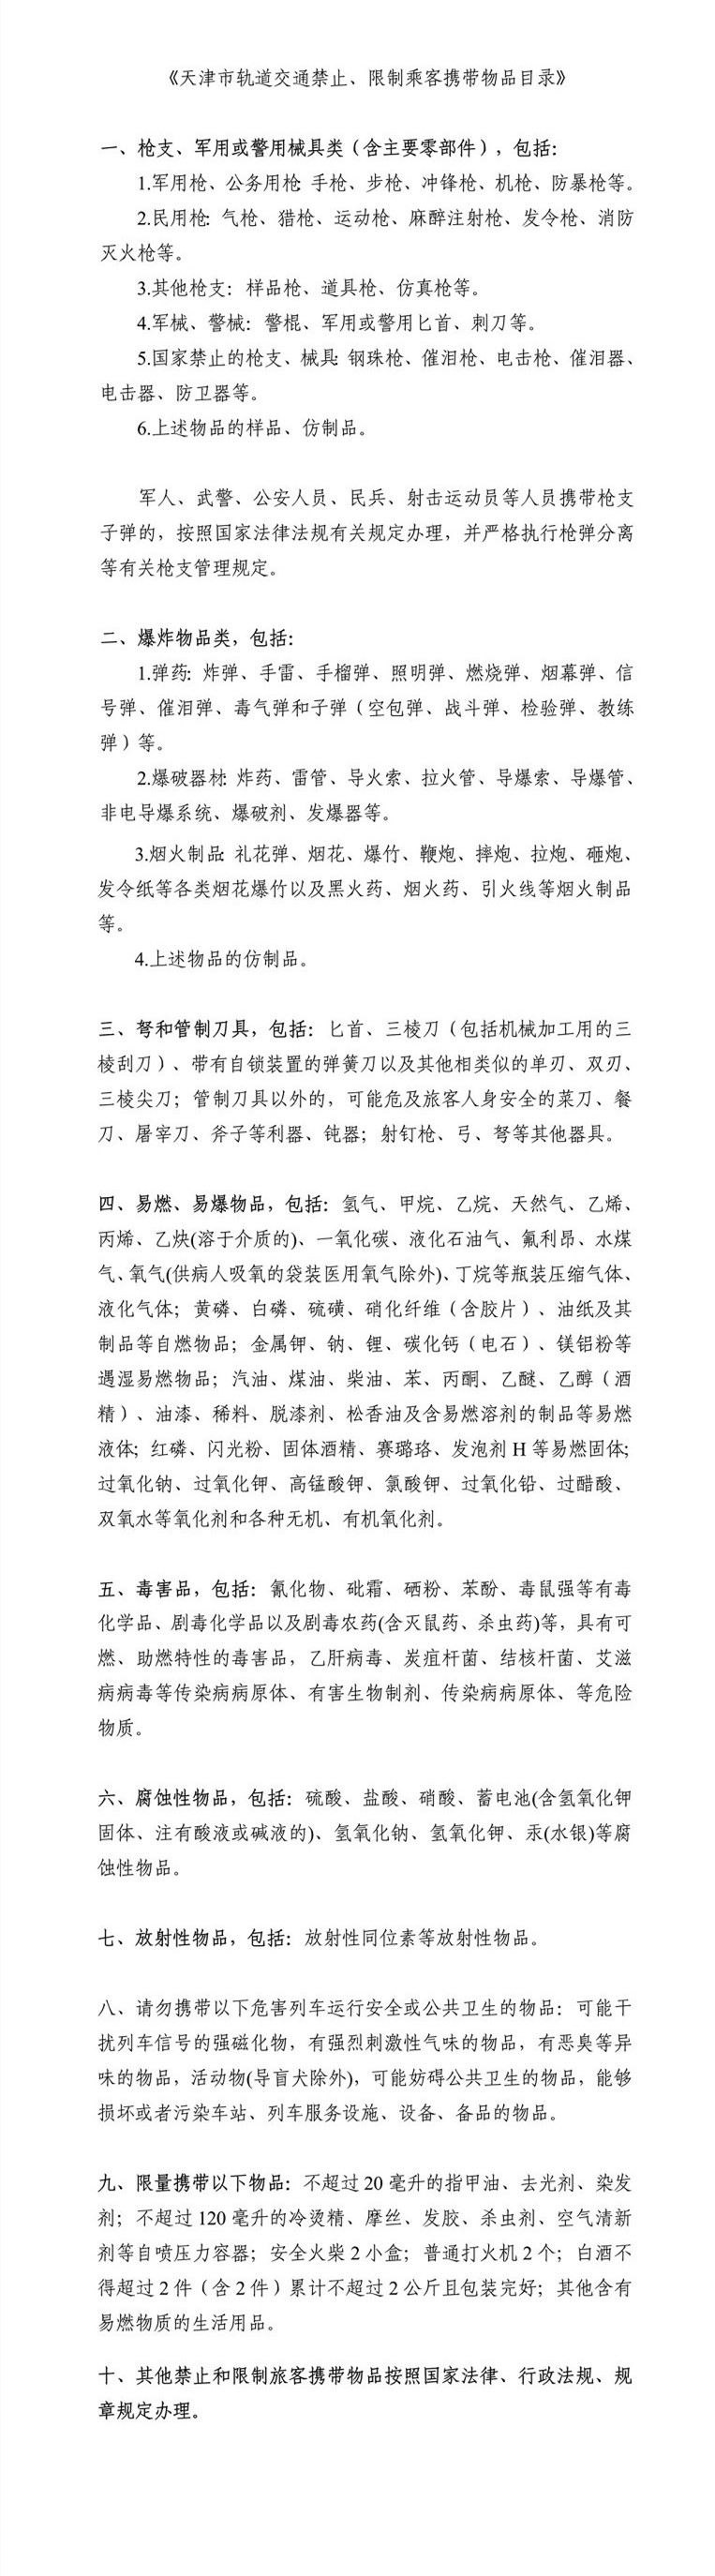 《天津市轨道交通禁止、限制乘客携带物品目录》
一、枪支、军用或警用械具类（含主要零部件），包括：
1.军用枪、公务用枪：手枪、步枪、冲锋枪、机枪、防暴枪等。
2.民用枪：气枪、猎枪、运动枪、麻醉注射枪、发令枪、消防
灭火枪等。
3.其他枪支：样品枪、道具枪、仿真枪等。
4.军械、警械：警棍、军用或警用匕首、刺刀等。
5.国家禁止的枪支、械具：钢珠枪、催泪枪、电击枪、催泪器、
电击器、防卫器等。
6.上述物品的样品、仿制品。
军人、武警、公安人员、民兵、射击运动员等人员携带枪支
子弹的，按照国家法律法规有关规定办理，并严格执行枪弹分离
等有关枪支管理规定。
二、爆炸物品类，包括：
1.弹药：炸弹、手雷、手榴弹、照明弹、燃烧弹、烟幕弹、信
号弹、催泪弹、毒气弹和子弹（空包弹、战斗弹、检验弹、教练
弹）等。
2.爆破器材：炸药、雷管、导火索、拉火管、导爆索、导爆管、
非电导爆系统、爆破剂、发爆器等。
3.烟火制品：礼花弹、烟花、爆竹、鞭炮、摔炮、拉炮、砸炮、
发令纸等各类烟花爆竹以及黑火药、烟火药、引火线等烟火制品
等。
4.上述物品的仿制品。
三、弩和管制刀具，包括：匕首、三棱刀（包括机械加工用的三
棱刮刀）、带有自锁装置的弹簧刀以及其他相类似的单刃、双刃、
三棱尖刀；管制刀具以外的，可能危及旅客人身安全的菜刀、餐
刀、屠宰刀、斧子等利器、钝器；射钉枪、弓、弩等其他器具。
四、易燃、易爆物品，包括：氢气、甲烷、乙烷、天然气、乙烯、
丙烯、乙炔(溶于介质的)、一氧化碳、液化石油气、氟利昂、水煤
气、氧气(供病人吸氧的袋装医用氧气除外)、丁烷等瓶装压缩气体、
液化气体；黄磷、白磷、硫磺、硝化纤维（含胶片）、油纸及其
制品等自燃物品；金属钾、钠、锂、碳化钙（电石）、镁铝粉等
遇湿易燃物品；汽油、煤油、柴油、苯、丙酮、乙醚、乙醇（酒
精）、油漆、稀料、脱漆剂、松香油及含易燃溶剂的制品等易燃
液体；红磷、闪光粉、固体酒精、赛璐珞、发泡剂 H 等易燃固体；
过氧化钠、过氧化钾、高锰酸钾、氯酸钾、过氧化铅、过醋酸、
双氧水等氧化剂和各种无机、有机氧化剂。
五、毒害品，包括：氰化物、砒霜、硒粉、苯酚、毒鼠强等有毒
化学品、剧毒化学品以及剧毒农药(含灭鼠药、杀虫药)等，具有可
燃、助燃特性的毒害品，乙肝病毒、炭疽杆菌、结核杆菌、艾滋
病病毒等传染病病原体、有害生物制剂、传染病病原体、等危险
物质。
六、腐蚀性物品，包括：硫酸、盐酸、硝酸、蓄电池(含氢氧化钾
固体、注有酸液或碱液的)、氢氧化钠、氢氧化钾、汞(水银)等腐
蚀性物品。
七、放射性物品，包括：放射性同位素等放射性物品。
八、请勿携带以下危害列车运行安全或公共卫生的物品：可能干
扰列车信号的强磁化物，有强烈刺激性气味的物品，有恶臭等异
味的物品，活动物(导盲犬除外)，可能妨碍公共卫生的物品，能够
损坏或者污染车站、列车服务设施、设备、备品的物品。
九、限量携带以下物品：不超过 20 毫升的指甲油、去光剂、染发
剂；不超过 120 毫升的冷烫精、摩丝、发胶、杀虫剂、空气清新
剂等自喷压力容器；安全火柴 2 小盒；普通打火机 2 个；白酒不
得超过 2 件（含 2 件）累计不超过 2 公斤且包装完好；其他含有
易燃物质的生活用品。
十、其他禁止和限制旅客携带物品按照国家法律、行政法规、规
章规定办理。